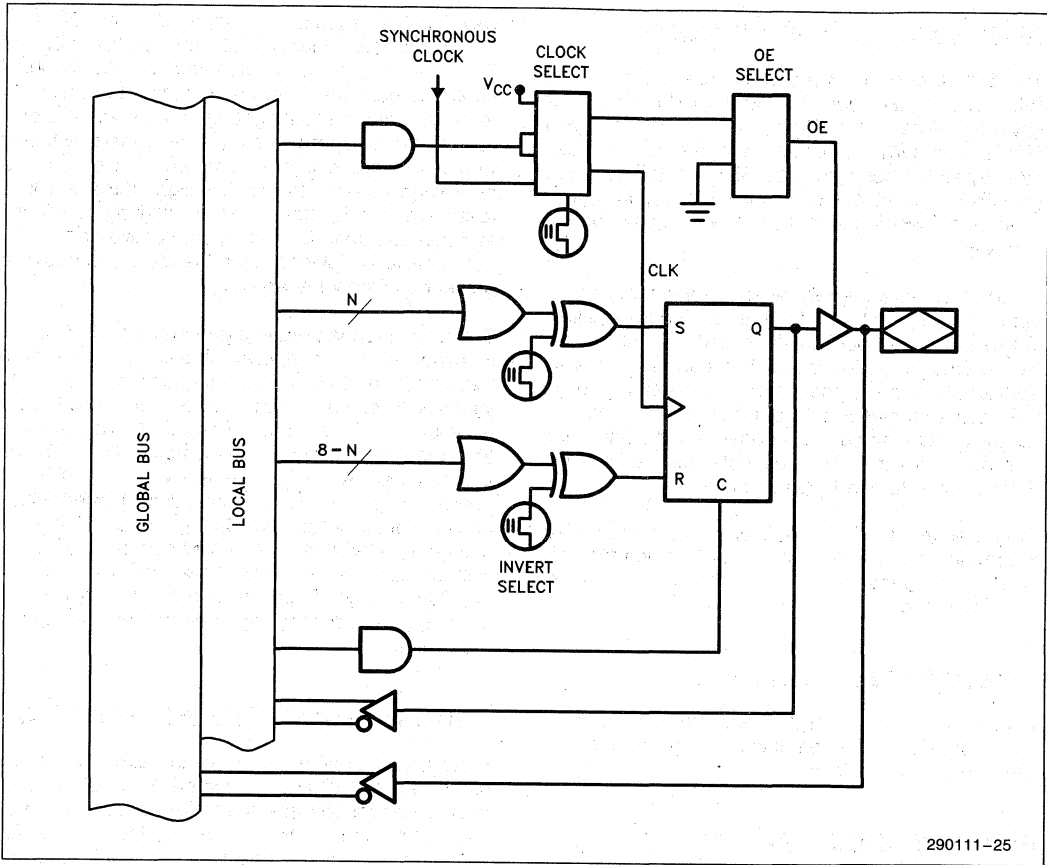 SYNCHRONOUS
CLOCK
CLOCK
SELECT
OE
SELECT
VCC
OE
CLK
N
S
Q
8–N
R
C
INVERT
SELECT
GLOBAL BUS
LOCAL BUS
290111–25